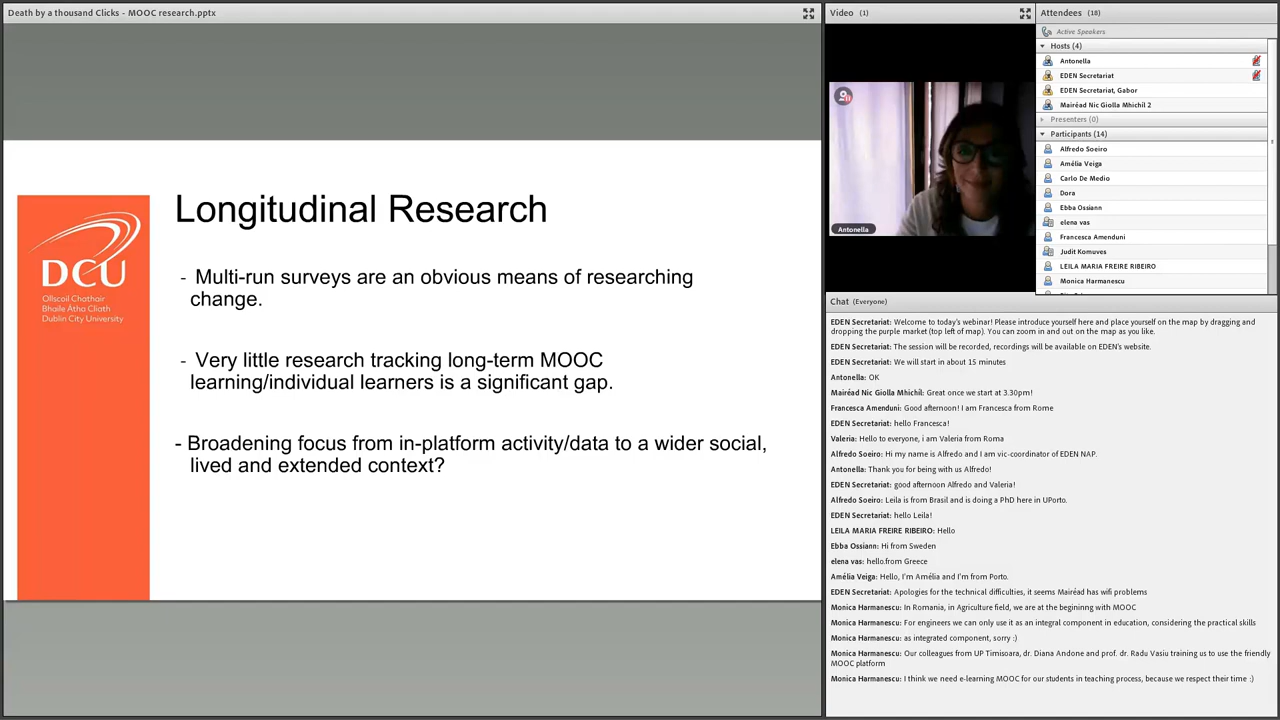 Death by a thousand Clicks - MOOC research.pptx
Longitudinal Research
- Multi-run surveys are an obvious means of researching
change.
- Very little research tracking long-term MOOC
learning/individual learners is a significant gap.
- Broadening focus from in-platform activity/data to a wider social,
lived and extended context?
DCU
Ollscoil Chathair
Bhaile Átha Cliath
Dublin City University
Video (1)
Antonella
Attendees (18)
Active Speakers
Hosts (4)
Antonella
EDEN Secretariat
EDEN Secretariat, Gabor
Mairéad Nic Giolla Mhichíl 2
Presenters (0)
Participants (14)
Alfredo Soeiro
Amélia Veiga
Carlo De Medio
Dora
Ebba Ossiann
elena vas
Francesca Amenduni
Judit Komuves
LEILA MARIA FREIRE RIBEIRO
Monica Harmanescu
Chat (Everyone)
EDEN Secretariat: Welcome to today's webinar! Please introduce yourself here and place yourself on the map by dragging and
dropping the purple market (top left of map). You can zoom in and out on the map as you like.
EDEN Secretariat: The session will be recorded, recordings will be available on EDEN's website.
EDEN Secretariat: We will start in about 15 minutes
Antonella: OK
Mairéad Nic Giolla Mhichíl: Great once we start at 3.30pm!
Francesca Amenduni: Good afternoon! I am Francesca from Rome
EDEN Secretariat: hello Francesca!
Valeria: Hello to everyone, i am Valeria from Roma
Alfredo Soeiro: Hi my name is Alfredo and I am vic-coordinator of EDEN NAP.
Antonella: Thank you for being with us Alfredo!
EDEN Secretariat: good afternoon Alfredo and Valeria!
Alfredo Soeiro: Leila is from Brasil and is doing a PhD here in UPorto.
EDEN Secretariat: hello Leila!
LEILA MARIA FREIRE RIBEIRO: Hello
Ebba Ossiann: Hi from Sweden
elena vas: hello.from Greece
Amélia Veiga: Hello, I'm Amélia and I'm from Porto.
EDEN Secretariat: Apologies for the technical difficulties, it seems Mairéad has wifi problems
Monica Harmanescu: In Romania, in Agriculture field, we are at the beginnng with MOOC
Monica Harmanescu: For engineers we can only use it as an integral component in education, considering the practical skills
Monica Harmanescu: as integrated component, sorry :)
Monica Harmanescu: Our colleagues from UP Timisoara, dr. Diana Andone and prof. dr. Radu Vasiu training us to use the friendly
MOOC platform
Monica Harmanescu: I think we need e-learning MOOC for our students in teaching process, because we respect their time :)